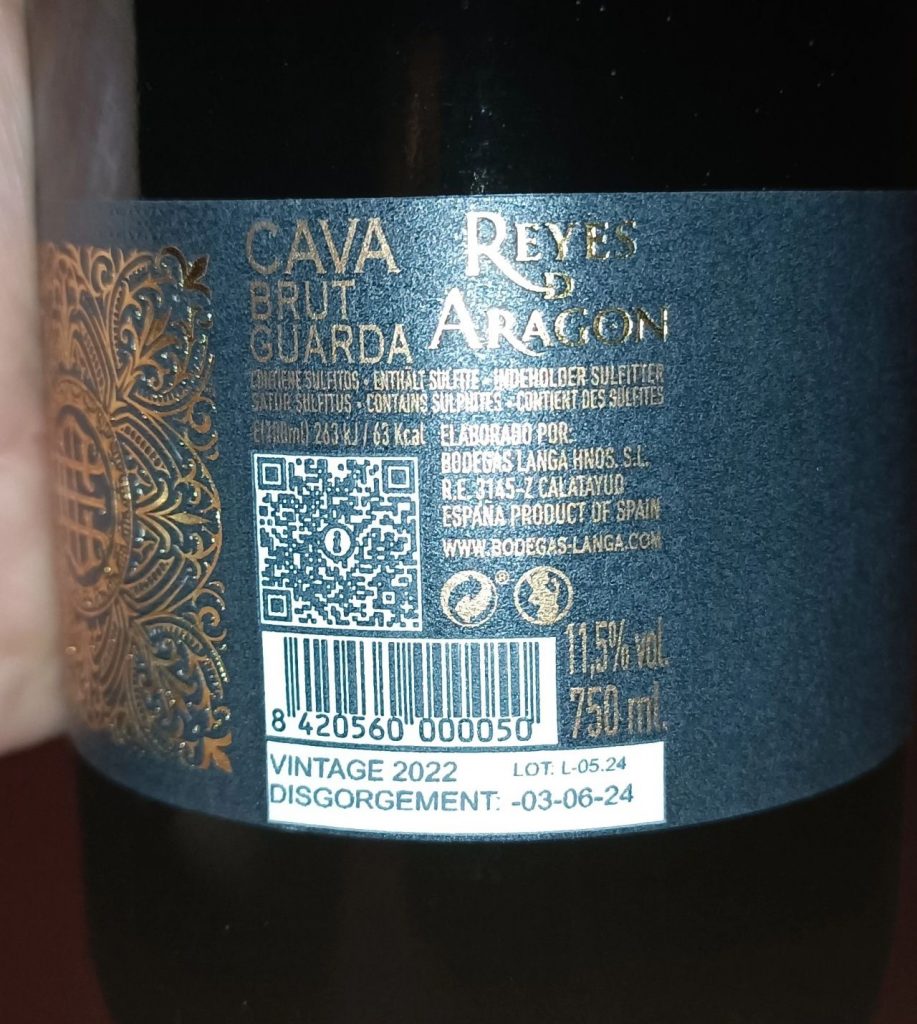 CAVA
BRUT
GUARDA
REYES
D
ARAGON
CONTIENE SULFITOS · ENTHÄLT SULFITE · INDEHOLDER SULFITTER
SATUR SULFITUS · CONTAINS SULPHITES · CONTIENT DES SULFITES
E(100ml) 263 kJ / 63 Kcal
ELABORADO POR:
BODEGAS LANGA HNOS. S.L.
R.E. 3145-Z CALATAYUD
ESPAÑA PRODUCT OF SPAIN
WWW.BODEGAS-LANGA.COM
®
11,5% vol.
750 ml.
8 420560 000050
VINTAGE 2022 LOT: L-05.24
DISGORGEMENT: -03-06-24